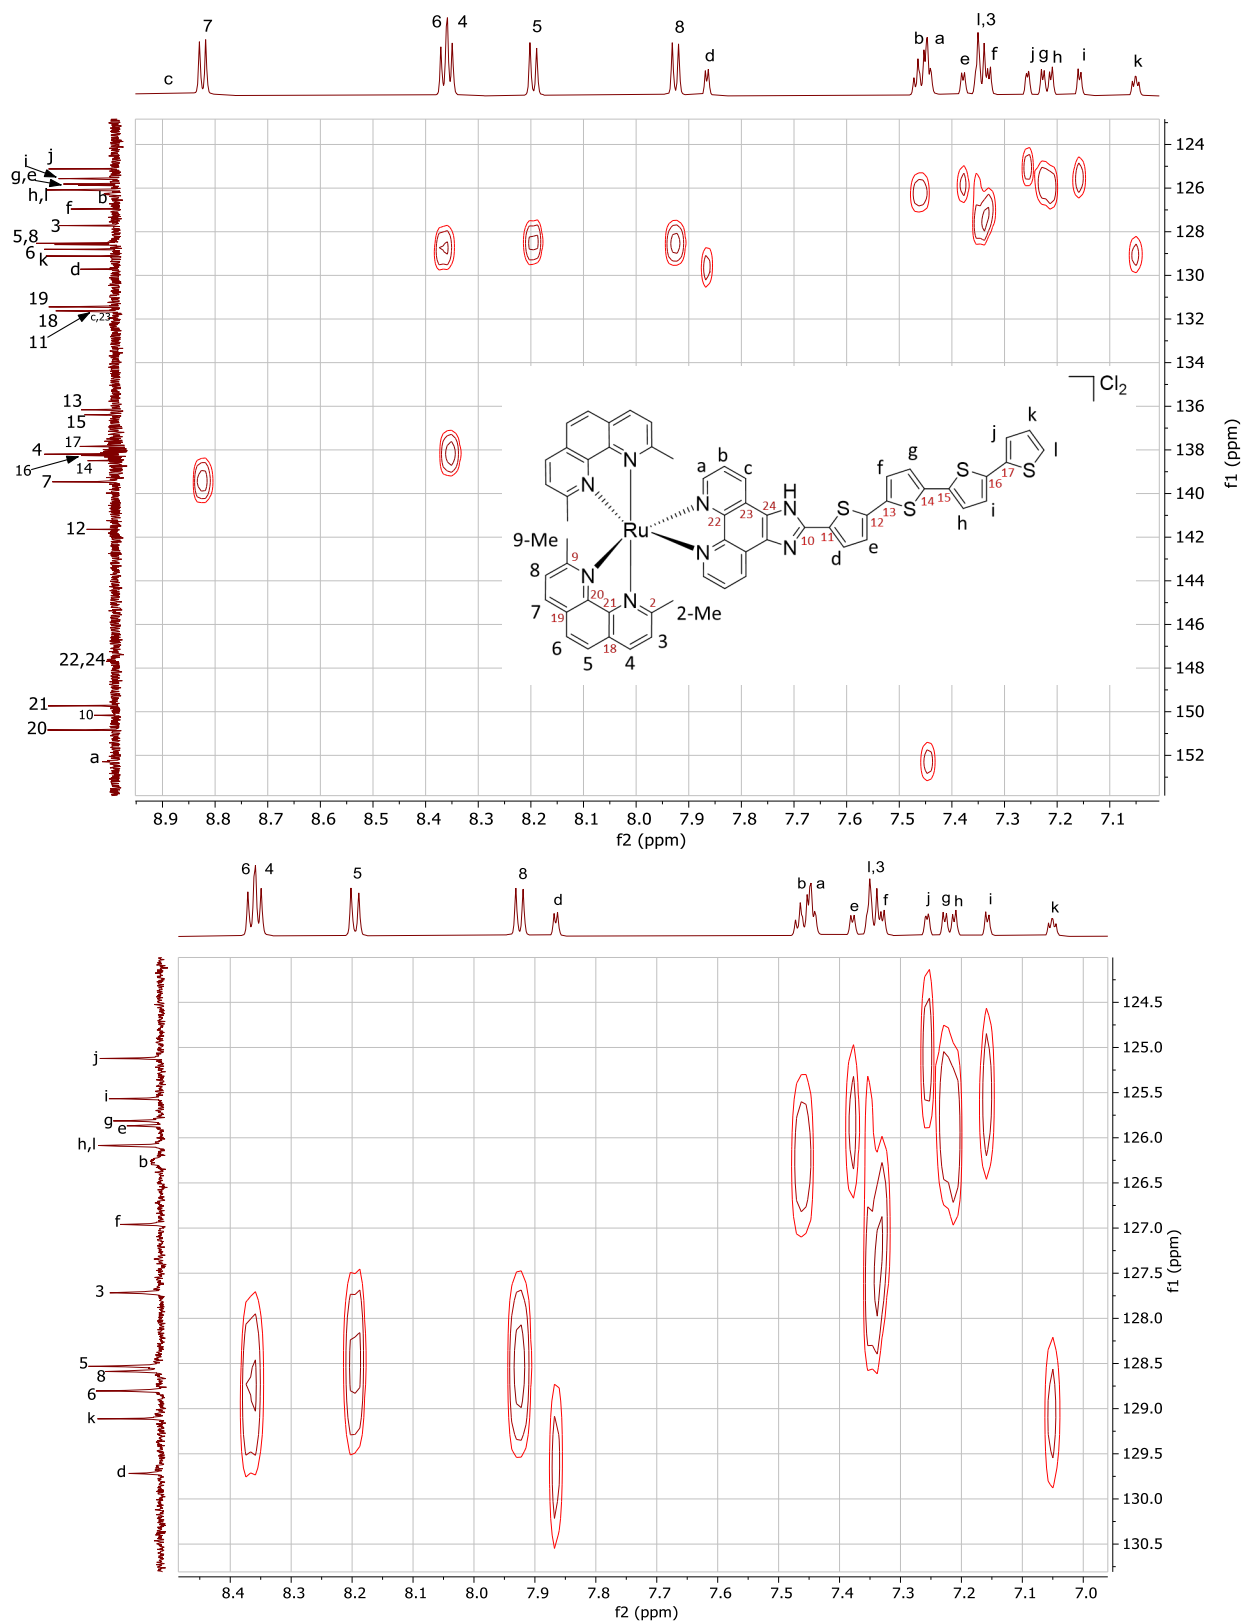 7
6 4
5
8
d
b a
e
l,3
f
j g h
i
k
c
j
i
g,e
h,l
b
f
3
5,8
6
k
d
19
18
c,23
11
13
15
17
4
16
14
7
12
22,24
21
10
20
a
124
126
128
130
132
134
136
138
140
142
144
146
148
150
152
f1 (ppm)
Cl2
N
N
Ru
N
N
N
N
H
N
N
S
S
S
S
a
b
c
d
e
f
g
h
i
j
k
l
22
23
24
10
11
12
13
14
15
16
17
9-Me
9
8
7
20
21
2
2-Me
19
18
6
5
4
3
8.9 8.8 8.7 8.6 8.5 8.4 8.3 8.2 8.1 8.0 7.9 7.8 7.7 7.6 7.5 7.4 7.3 7.2 7.1
f2 (ppm)
6 4
5
8
d
b a
e
l,3
f
j g h
i
k
j
i
g
e
h,l
b
f
3
5
8
6
k
d
124.5
125.0
125.5
126.0
126.5
127.0
127.5
128.0
128.5
129.0
129.5
130.0
130.5
f1 (ppm)
8.4 8.3 8.2 8.1 8.0 7.9 7.8 7.7 7.6 7.5 7.4 7.3 7.2 7.1 7.0
f2 (ppm)